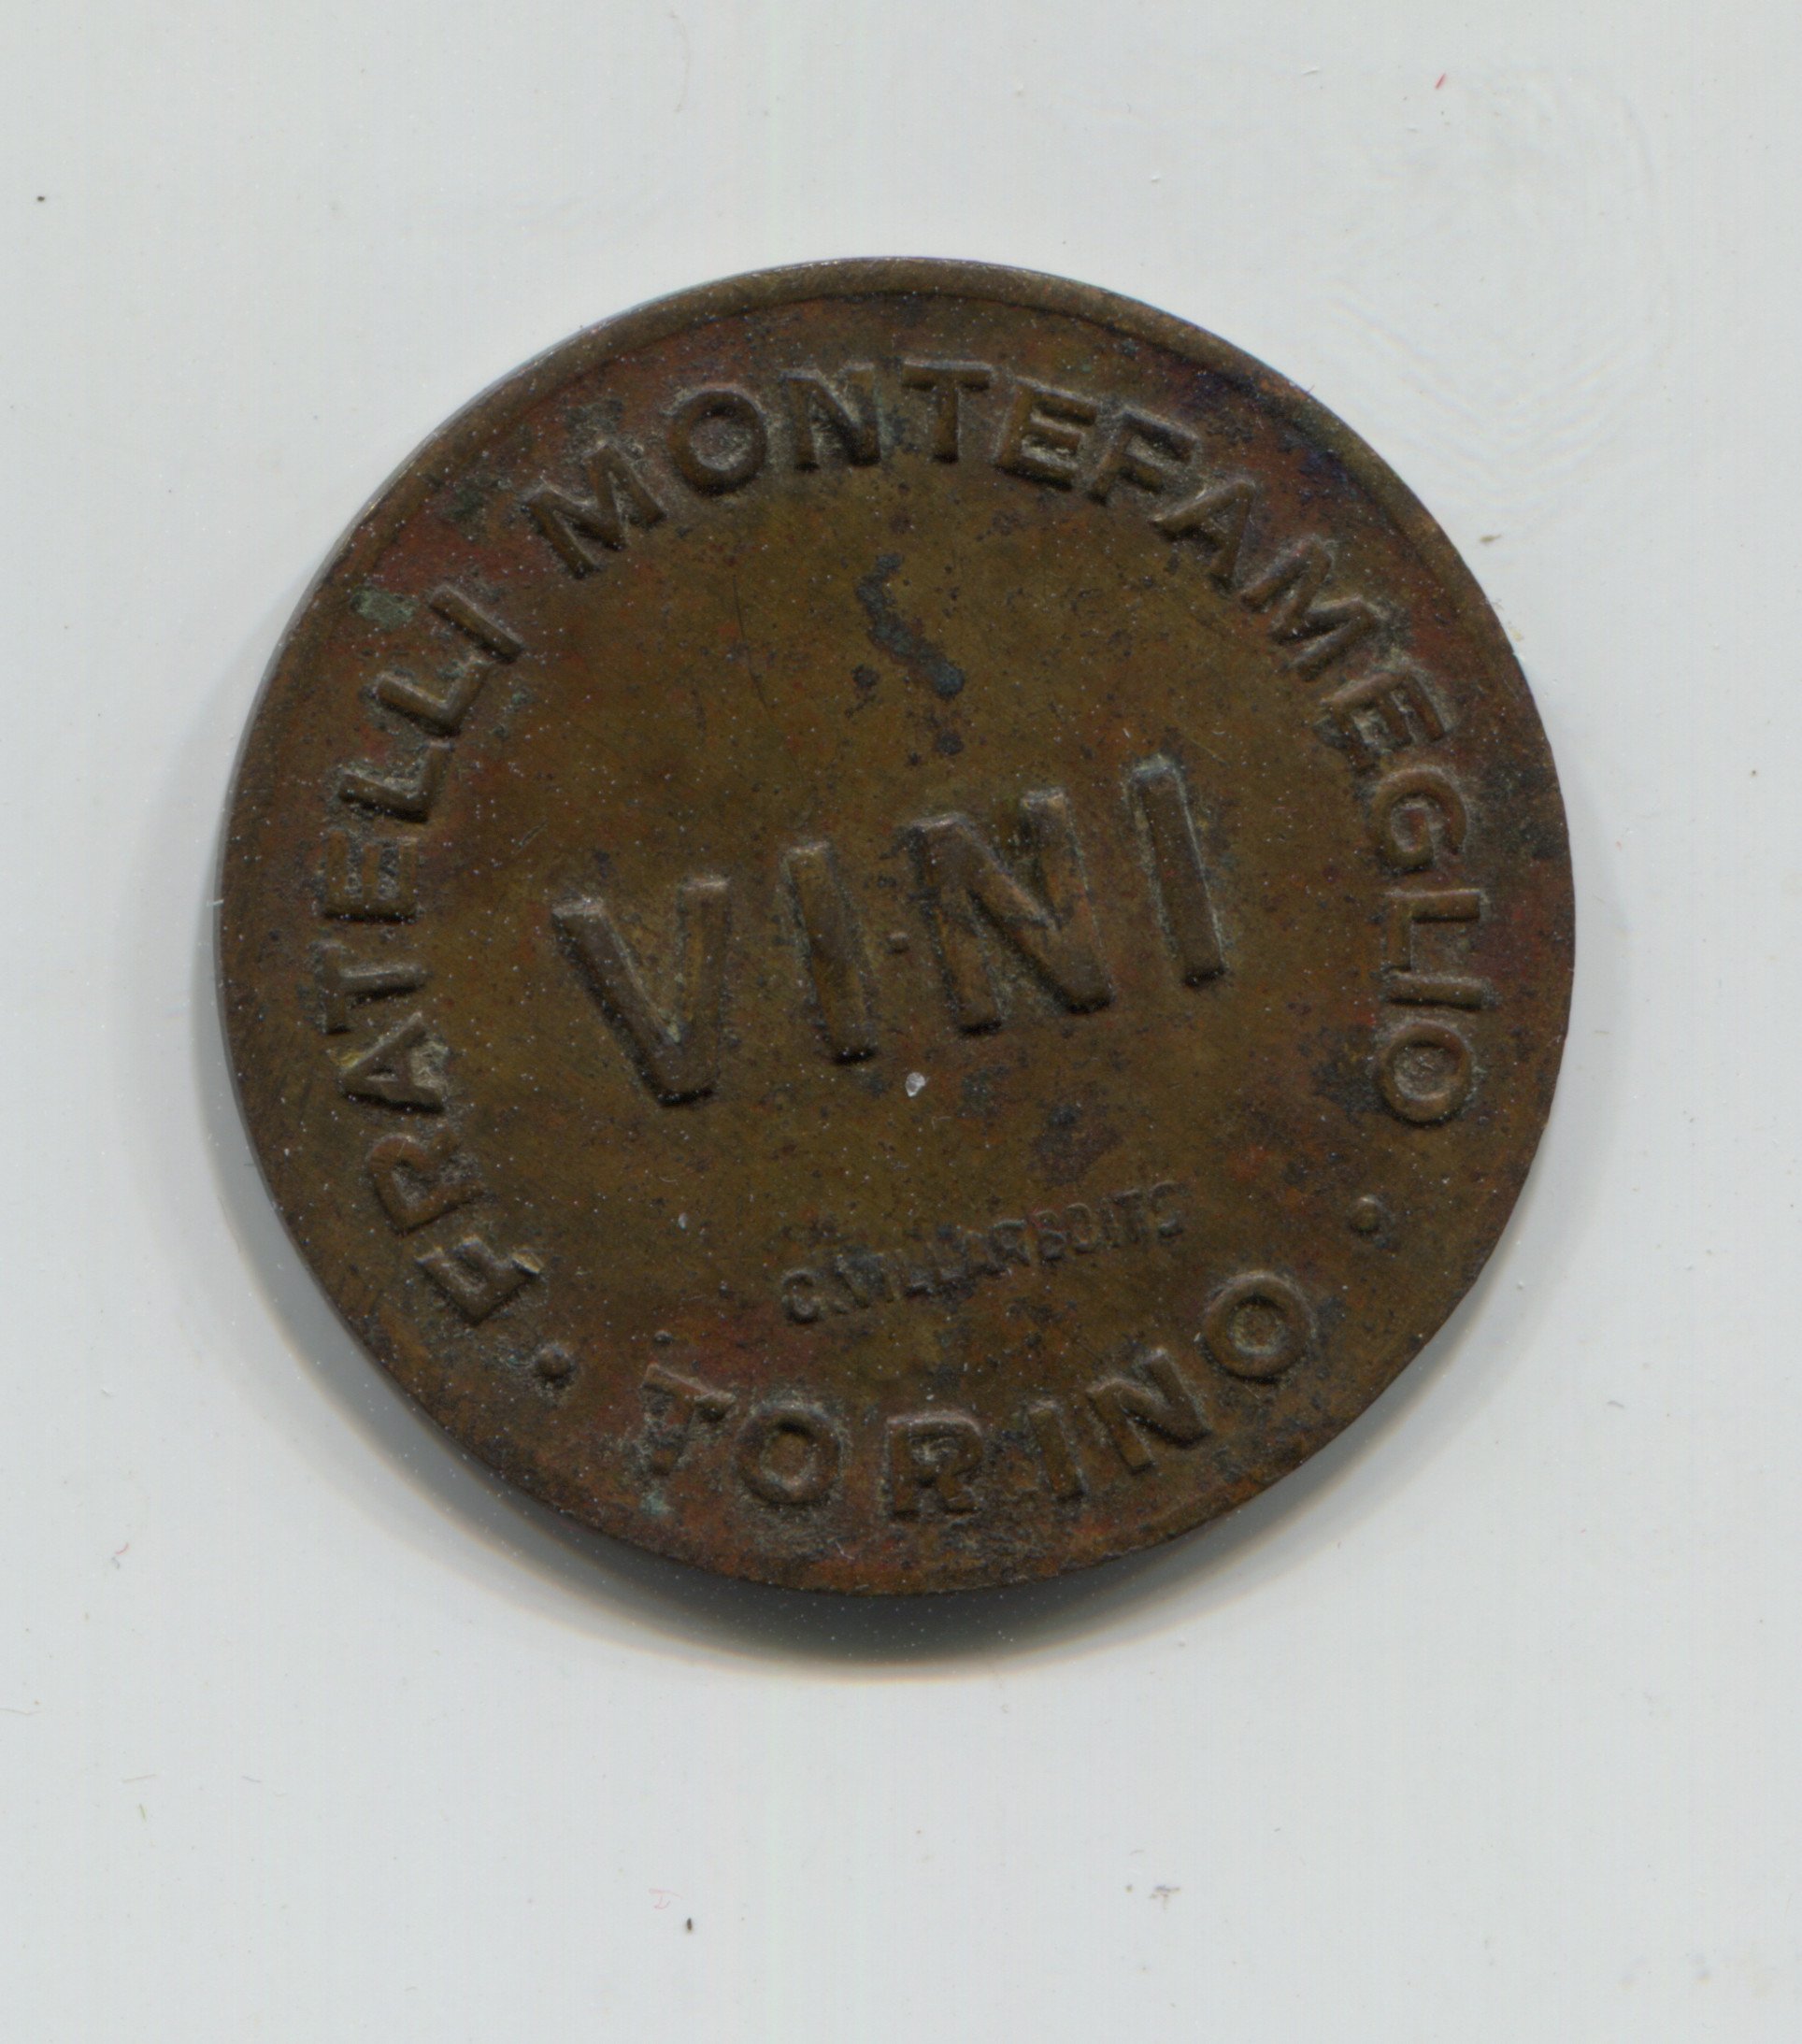 FRATELLI MONTEFAMEGLIO
VINI
· TORINO ·